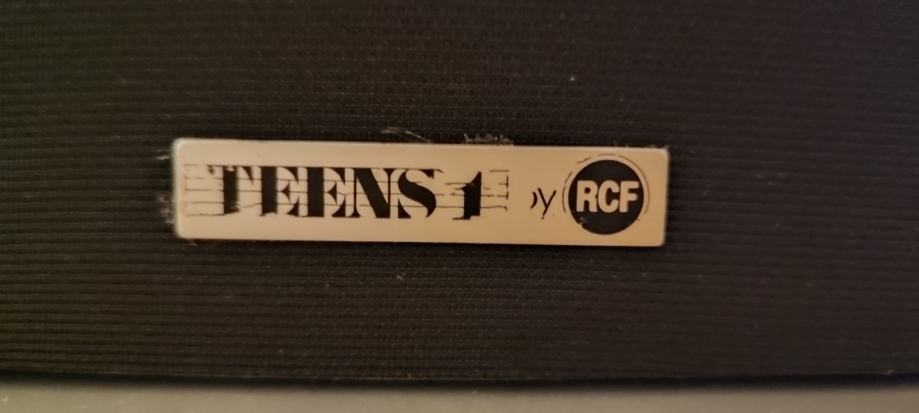 TEENS 1 by RCF